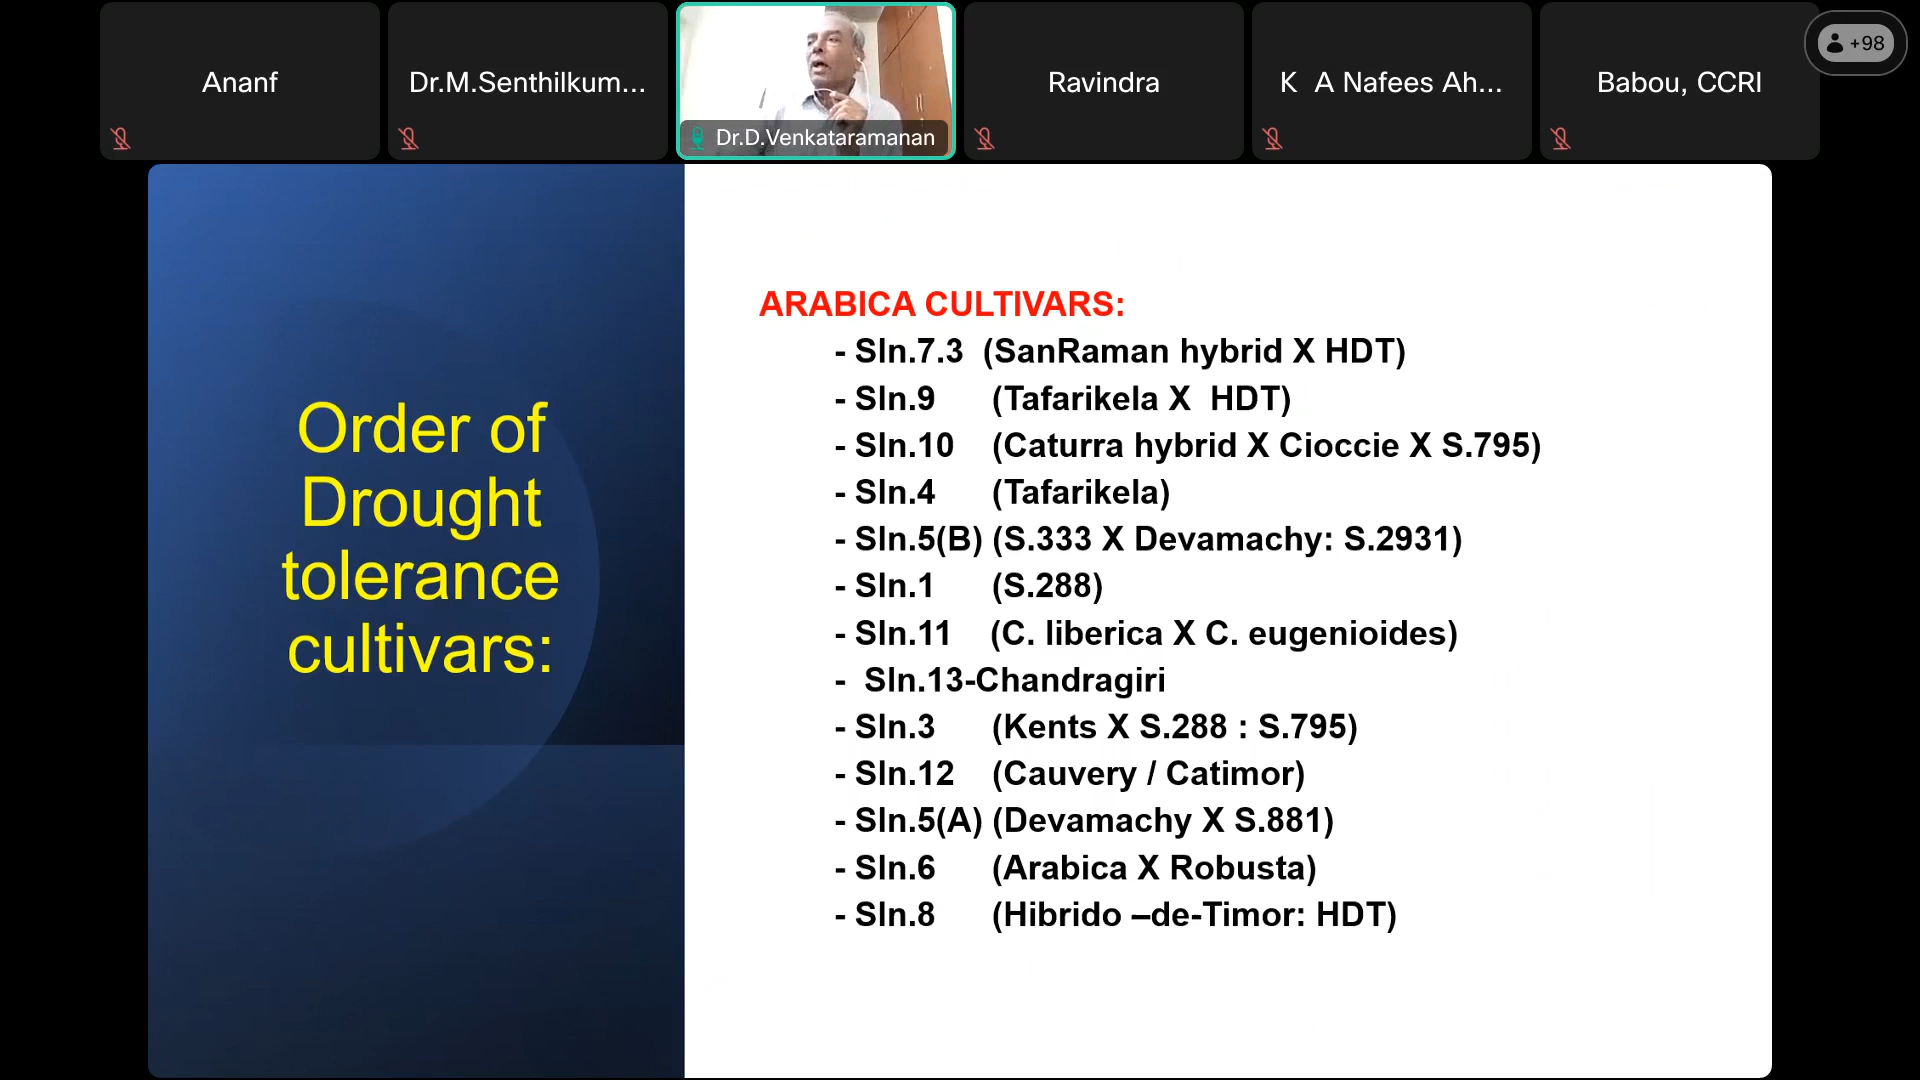 Ananf
Dr.M.Senthilkum...
Dr.D.Venkataramanan
Ravindra
K A Nafees Ah...
Babou, CCRI
+98
Order of
Drought
tolerance
cultivars:
ARABICA CULTIVARS:
- Sln.7.3 (SanRaman hybrid X HDT)
- Sln.9 (Tafarikela X HDT)
- Sln.10 (Caturra hybrid X Cioccie X S.795)
- Sln.4 (Tafarikela)
- Sln.5(B) (S.333 X Devamachy: S.2931)
- Sln.1 (S.288)
- Sln.11 (C. liberica X C. eugenioides)
- Sln.13-Chandragiri
- Sln.3 (Kents X S.288 : S.795)
- Sln.12 (Cauvery / Catimor)
- Sln.5(A) (Devamachy X S.881)
- Sln.6 (Arabica X Robusta)
- Sln.8 (Hibrido –de-Timor: HDT)